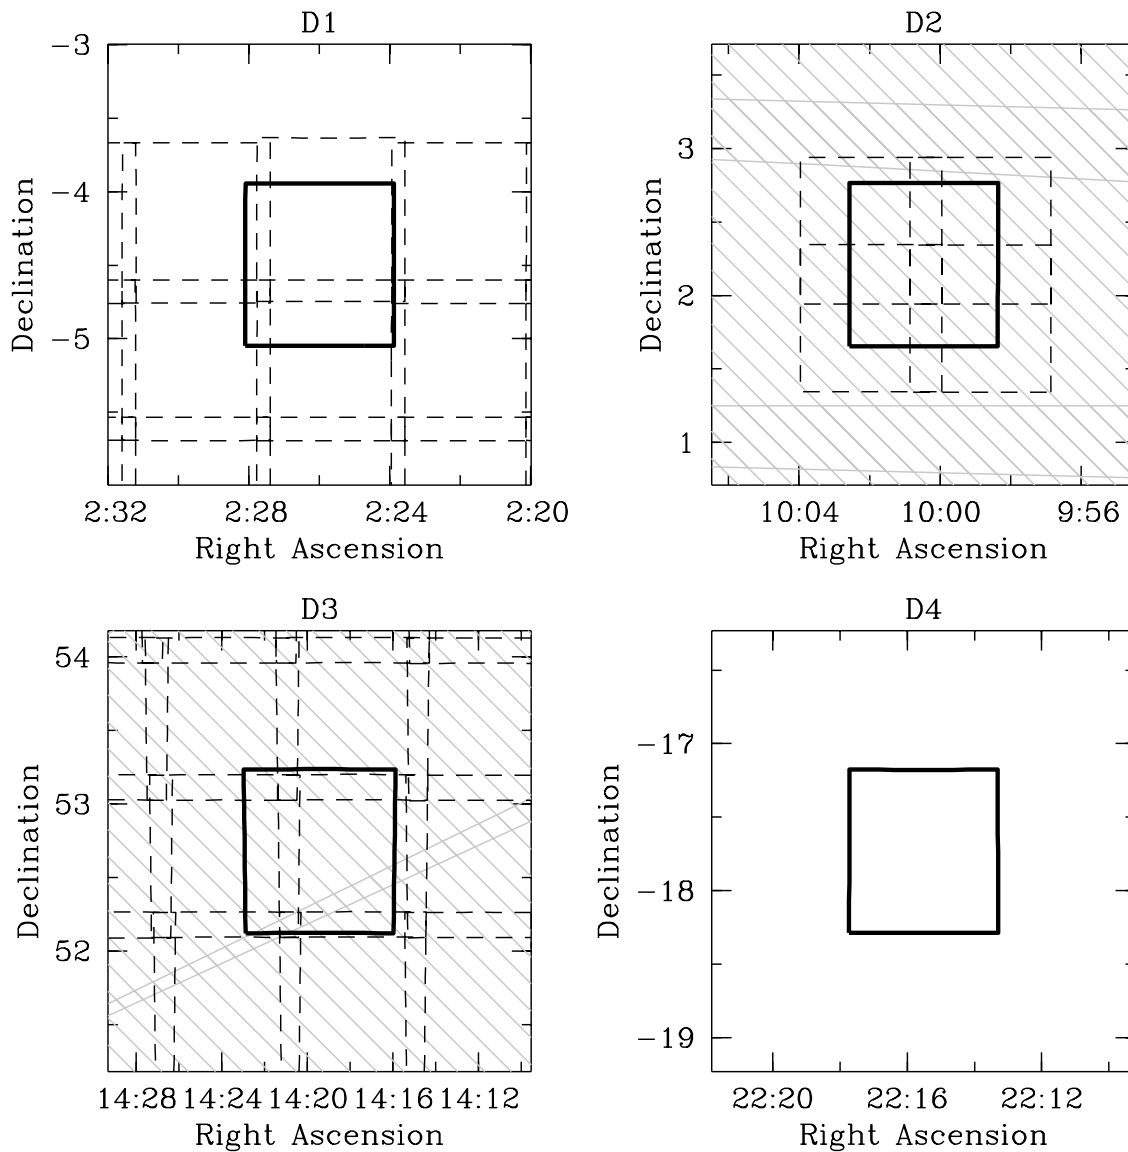 D1
-3
-4
-5
Declination
2:32 2:28 2:24 2:20
Right Ascension
D2
3
2
1
Declination
10:04 10:00 9:56
Right Ascension
D3
54
53
52
Declination
14:28 14:24 14:20 14:16 14:12
Right Ascension
D4
-17
-18
-19
Declination
22:20 22:16 22:12
Right Ascension